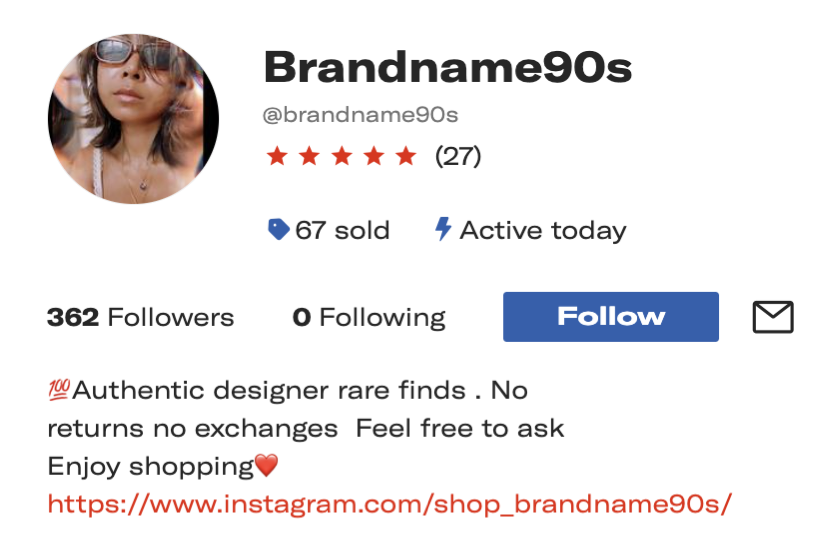 Brandname90s
@brandname90s
(27)
67 sold
Active today
362 Followers
0 Following
Follow
💯Authentic designer rare finds . No
returns no exchanges  Feel free to ask
Enjoy shopping❤️
https://www.instagram.com/shop_brandname90s/